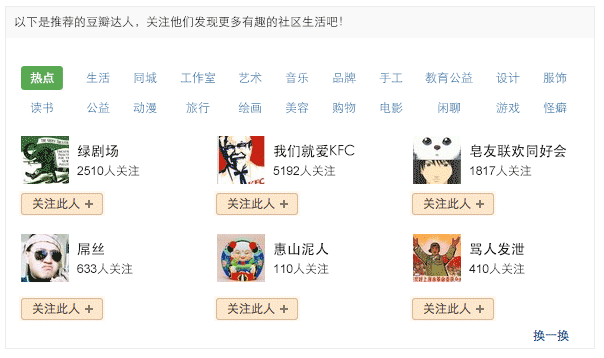 以下是推荐的豆瓣达人，关注他们发现更多有趣的社区生活吧！
热点 生活 同城 工作室 艺术 音乐 品牌 手工 教育公益 设计 服饰
读书 公益 动漫 旅行 绘画 美容 购物 电影 闲聊 游戏 怪癖
绿剧场 我们就爱KFC 皂友联欢同好会
2510人关注 5192人关注 1817人关注
关注此人 + 关注此人 + 关注此人 +
屌丝 惠山泥人 骂人发泄
633人关注 110人关注 410人关注
关注此人 + 关注此人 + 关注此人 +
换一换